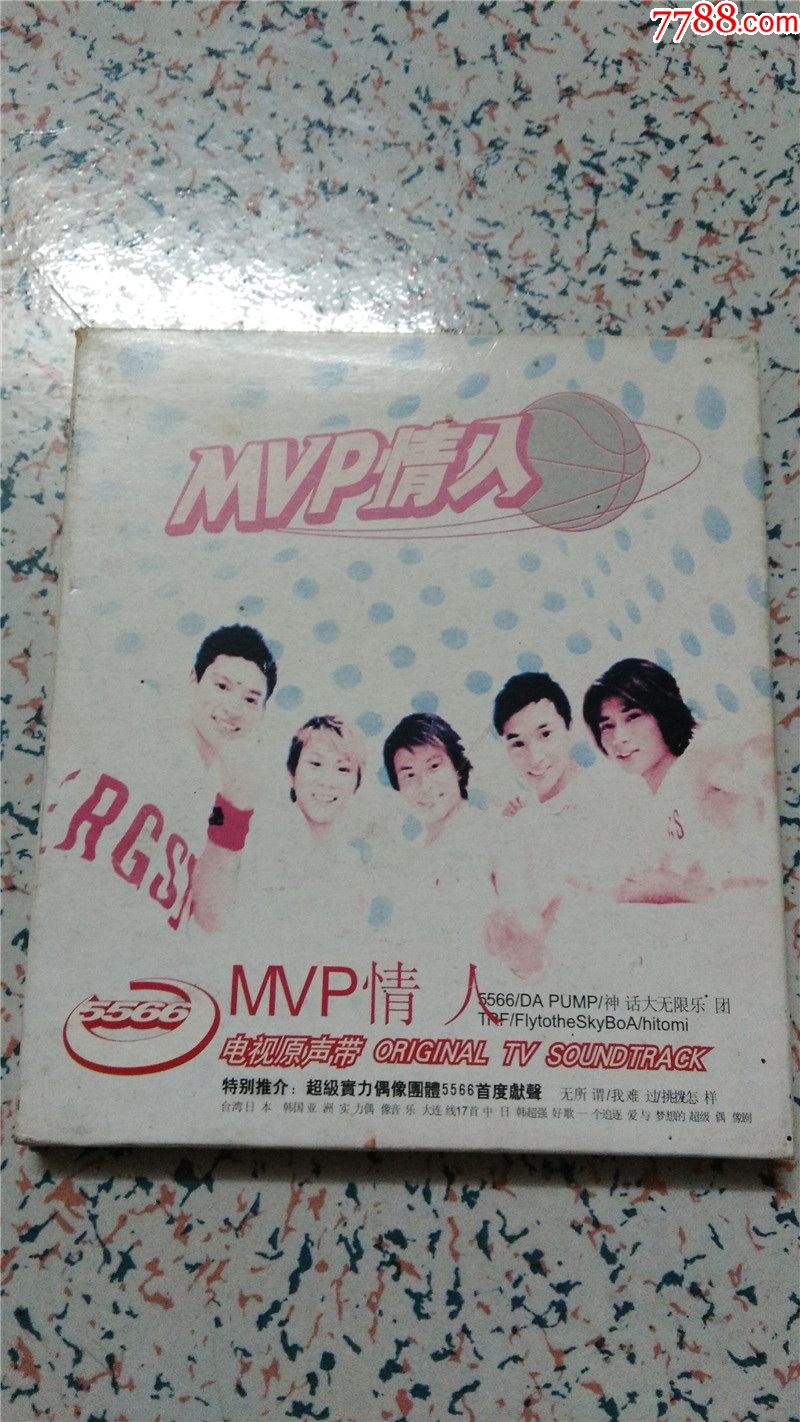 7788.com
MVP情人
RGS
S
5566
MVP情 人
5566/DA PUMP/神 话大无限乐 团
TRF/FlytotheSkyBoA/hitomi
电视原声带 ORIGINAL TV SOUNDTRACK
特别推介：超級實力偶像團體5566首度獻聲 无所 谓/我难 过/挑拨怎 样
台湾日 本 韩国亚 洲 实 力偶 像音 乐 大连 线17首 中 日 韩超强 好歌一 个追逐 爱 与 梦想的 超级 偶 像剧